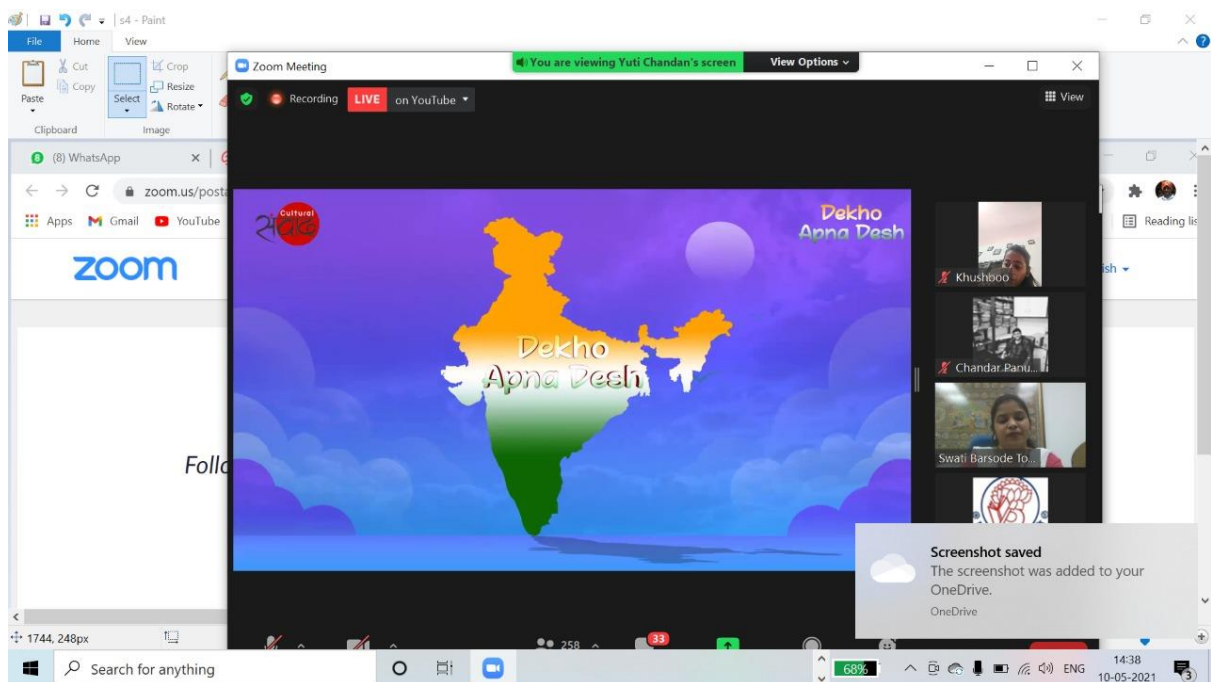 s4 - Paint
File Home View
Paste
Cut
Copy
Select
Crop
Resize
Rotate
Clipboard
Image
Zoom Meeting
You are viewing Yuti Chandan's screen
View Options
Recording
LIVE on YouTube
View
(8) WhatsApp
zoom.us/posta
Apps Gmail YouTube
Reading lis
zoom
ish
Follo
Cultural
संवाद
Dekho
Apna Desh
Dekho
Apna Desh
Khushboo
Chandar Panu...
Swati Barsode To...
Screenshot saved
The screenshot was added to your
OneDrive.
OneDrive
1744, 248px
258
33
Search for anything
68%
ENG
14:38
10-05-2021
3